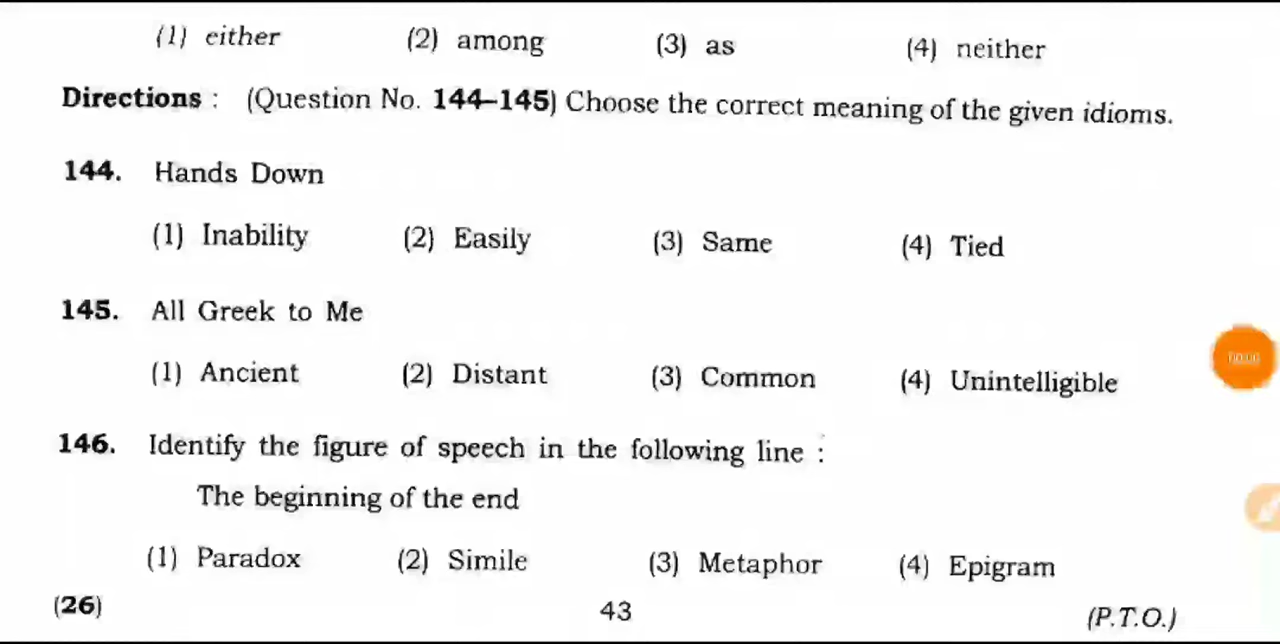 (1) either (2) among (3) as (4) neither
Directions : (Question No. 144–145) Choose the correct meaning of the given idioms.
144. Hands Down
(1) Inability (2) Easily (3) Same (4) Tied
145. All Greek to Me
(1) Ancient (2) Distant (3) Common (4) Unintelligible
146. Identify the figure of speech in the following line :
The beginning of the end
(1) Paradox (2) Simile (3) Metaphor (4) Epigram
(26) 43 (P.T.O.)